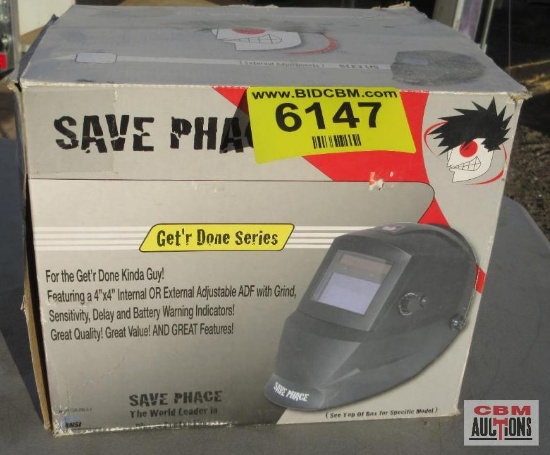 www.BIDCBM.com
6147
SAVE PHA
Get'r Done Series
For the Get'r Done Kinda Guy!
Featuring a 4"x4" Internal OR External Adjustable ADF with Grind,
Sensitivity, Delay and Battery Warning Indicators!
Great Quality! Great Value! AND GREAT Features!
SAVE PHACE
SAVE PHACE
The World Leader in
(See Top Of Box for Specific Model)
CBM
AUCTIONS